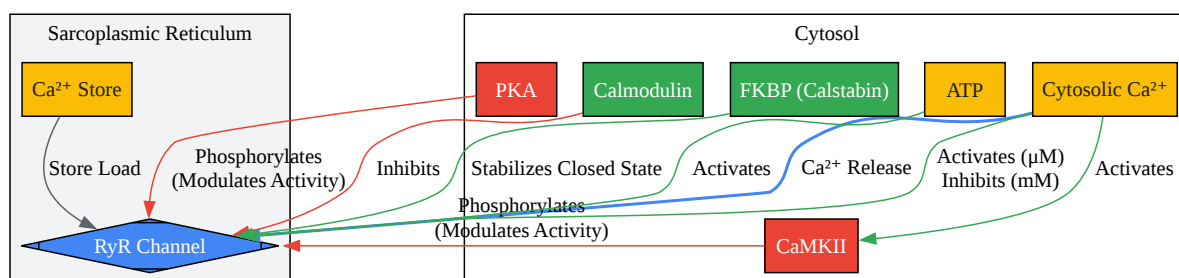 Sarcoplasmic Reticulum
Cytosol
Ca²⁺ Store
PKA
Calmodulin
FKBP (Calstabin)
ATP
Cytosolic Ca²⁺
Store Load
Phosphorylates
(Modulates Activity)
Inhibits
Stabilizes Closed State
Activates
Ca²⁺ Release
Activates (μM)
Inhibits (mM)
Activates
Phosphorylates
(Modulates Activity)
RyR Channel
CaMKII